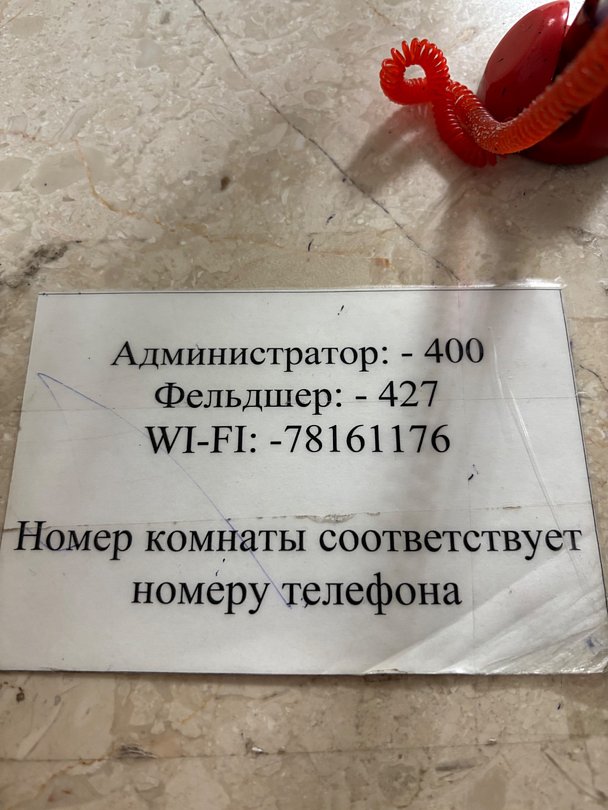 Администратор: - 400
Фельдшер: - 427
WI-FI: -78161176
Номер комнаты соответствует
номеру телефона